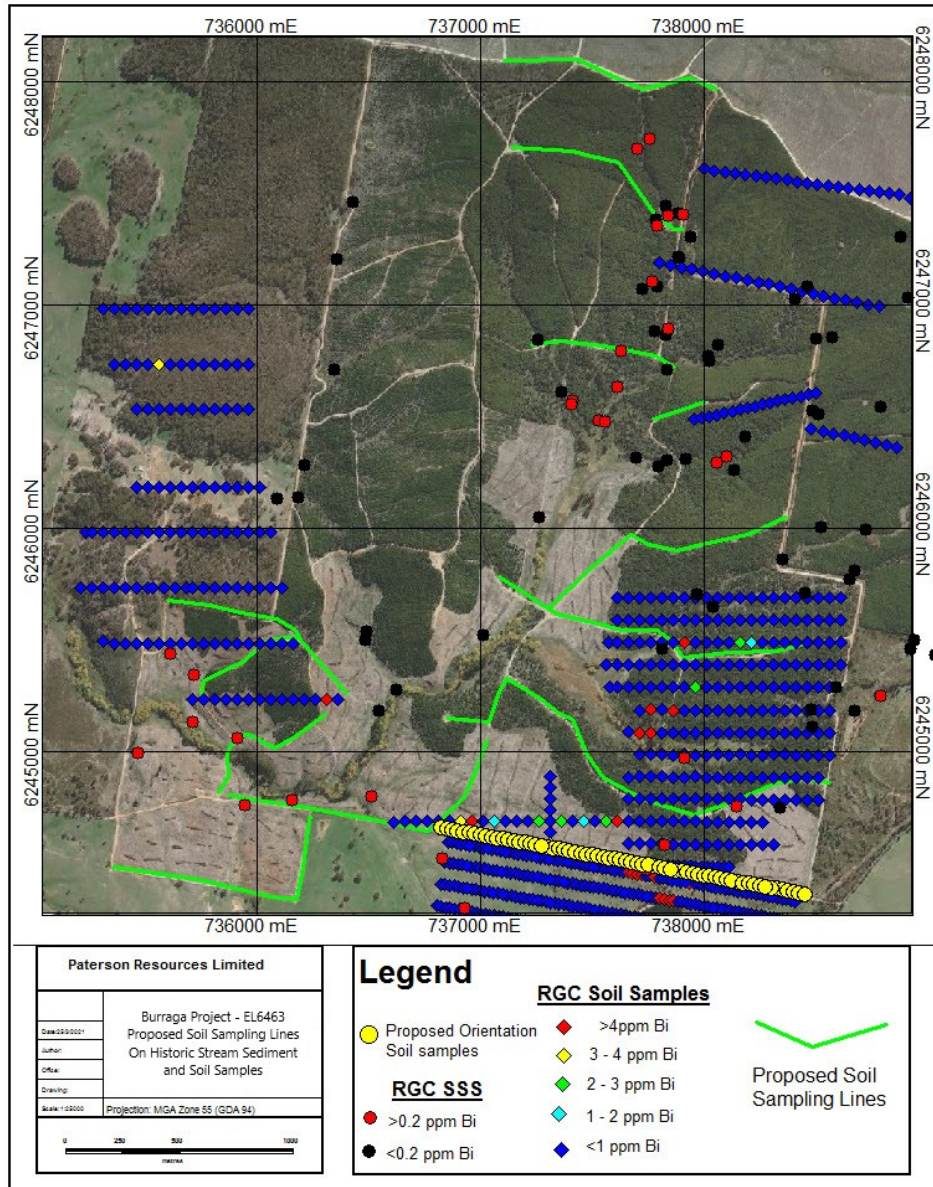 736000 mE
737000 mE
738000 mE
6248000 mN
6248000 mN
6247000 mN
6247000 mN
6246000 mN
6246000 mN
6245000 mN
6245000 mN
736000 mE
737000 mE
738000 mE
Paterson Resources Limited
Burraga Project - EL6463
Proposed Soil Sampling Lines
On Historic Stream Sediment
and Soil Samples
Date:
Author:
Office:
Drawing:
Scale: 1:25000
Projection: MGA Zone 55 (GDA 94)
0 250 500 1000
metres
Legend
Proposed Orientation
Soil samples
RGC SSS
>0.2 ppm Bi
<0.2 ppm Bi
RGC Soil Samples
>4ppm Bi
3 - 4 ppm Bi
2 - 3 ppm Bi
1 - 2 ppm Bi
<1 ppm Bi
Proposed Soil
Sampling Lines